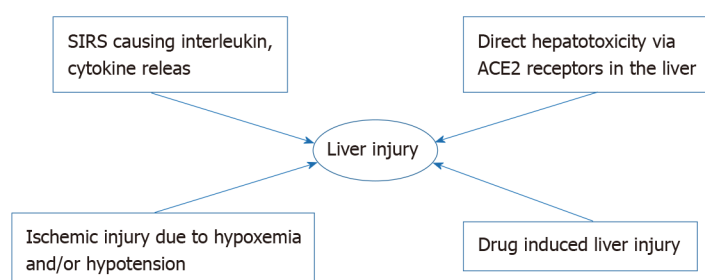 SIRS causing interleukin,
cytokine releas
Direct hepatotoxicity via
ACE2 receptors in the liver
Liver injury
Ischemic injury due to hypoxemia
and/or hypotension
Drug induced liver injury